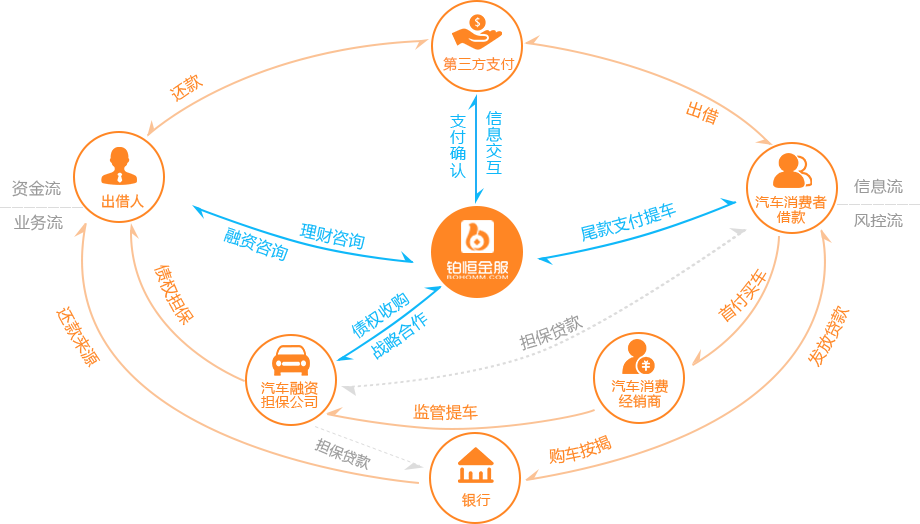 第三方支付
还款
出借
支付确认
信息交互
出借人
资金流
业务流
汽车消费者
借款
信息流
风控流
理财咨询
融资咨询
尾款支付提车
铂恒金服
BOHOMM.COM
债权担保
还款来源
债权收购
战略合作
担保贷款
首付买车
发放贷款
汽车融资
担保公司
汽车消费
经销商
监管提车
担保贷款
购车按揭
银行